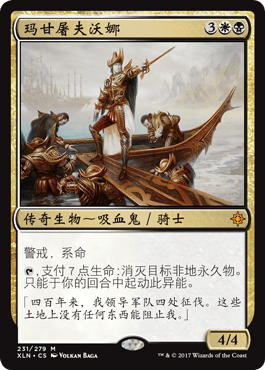 玛甘屠夫沃娜 3
传奇生物～吸血鬼／骑士
警戒，系命
，支付7点生命：消灭目标非地永久物。
只能于你的回合中起动此异能。
「四百年来，我领导军队四处征伐。这些
土地上没有任何东西能阻止我。」
4/4
231/279 M
XLN • CS VOLKAN BAGA
™ & © 2017 Wizards of the Coast